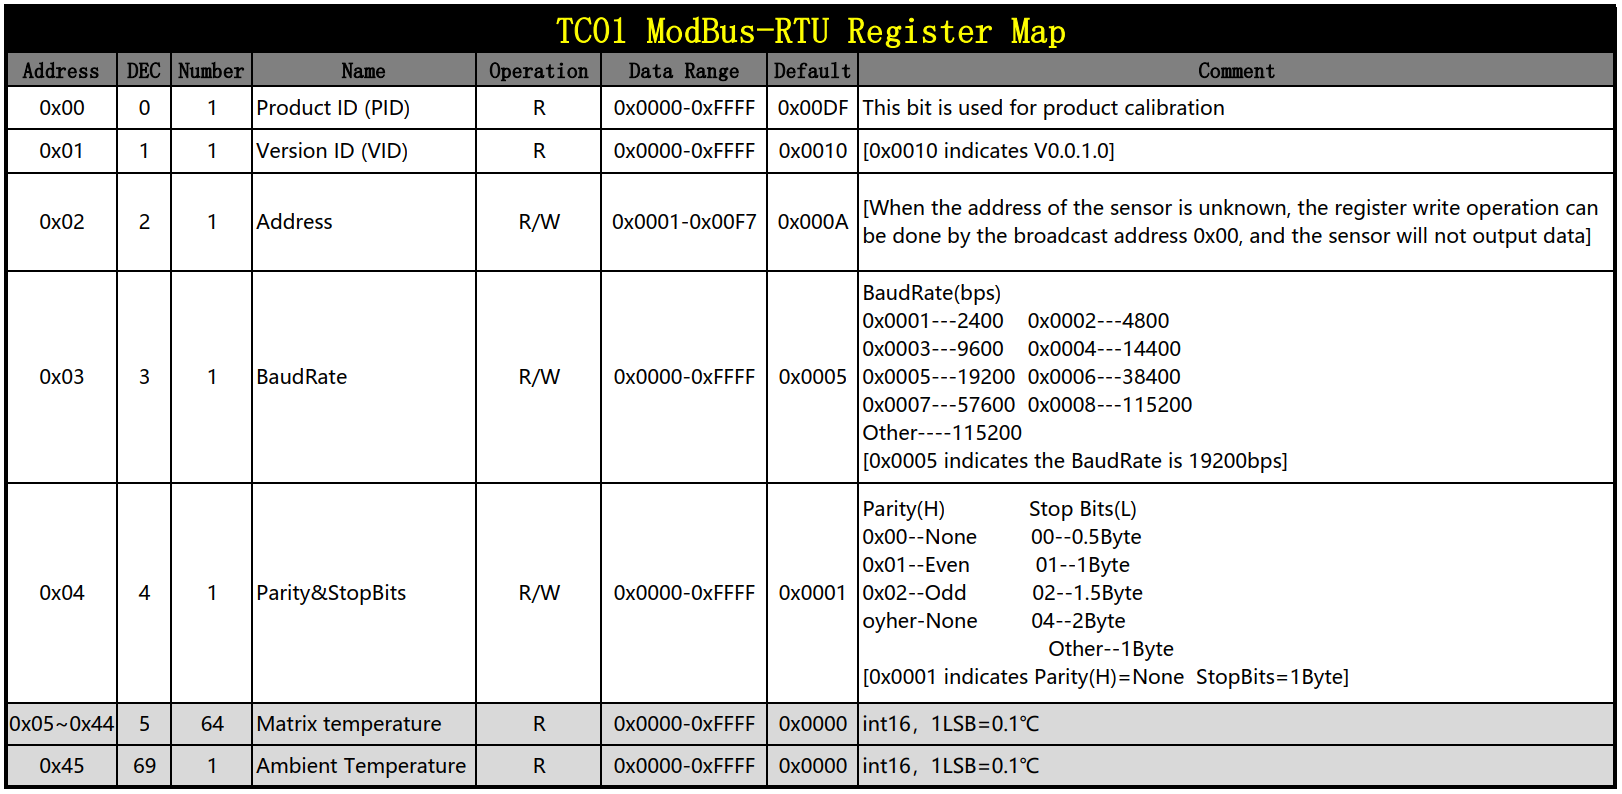 TC01 ModBus-RTU Register Map
Address DEC Number Name Operation Data Range Default Comment
0x00 0 1 Product ID (PID) R 0x0000-0xFFFF 0x00DF This bit is used for product calibration
0x01 1 1 Version ID (VID) R 0x0000-0xFFFF 0x0010 [0x0010 indicates V0.0.1.0]
0x02 2 1 Address R/W 0x0001-0x00F7 0x000A [When the address of the sensor is unknown, the register write operation can
be done by the broadcast address 0x00, and the sensor will not output data]
0x03 3 1 BaudRate R/W 0x0000-0xFFFF 0x0005 BaudRate(bps)
0x0001---2400 0x0002---4800
0x0003---9600 0x0004---14400
0x0005---19200 0x0006---38400
0x0007---57600 0x0008---115200
Other----115200
[0x0005 indicates the BaudRate is 19200bps]
0x04 4 1 Parity&StopBits R/W 0x0000-0xFFFF 0x0001 Parity(H) Stop Bits(L)
0x00--None 00--0.5Byte
0x01--Even 01--1Byte
0x02--Odd 02--1.5Byte
oyher-None 04--2Byte
Other--1Byte
[0x0001 indicates Parity(H)=None StopBits=1Byte]
0x05~0x44 5 64 Matrix temperature R 0x0000-0xFFFF 0x0000 int16，1LSB=0.1℃
0x45 69 1 Ambient Temperature R 0x0000-0xFFFF 0x0000 int16，1LSB=0.1℃